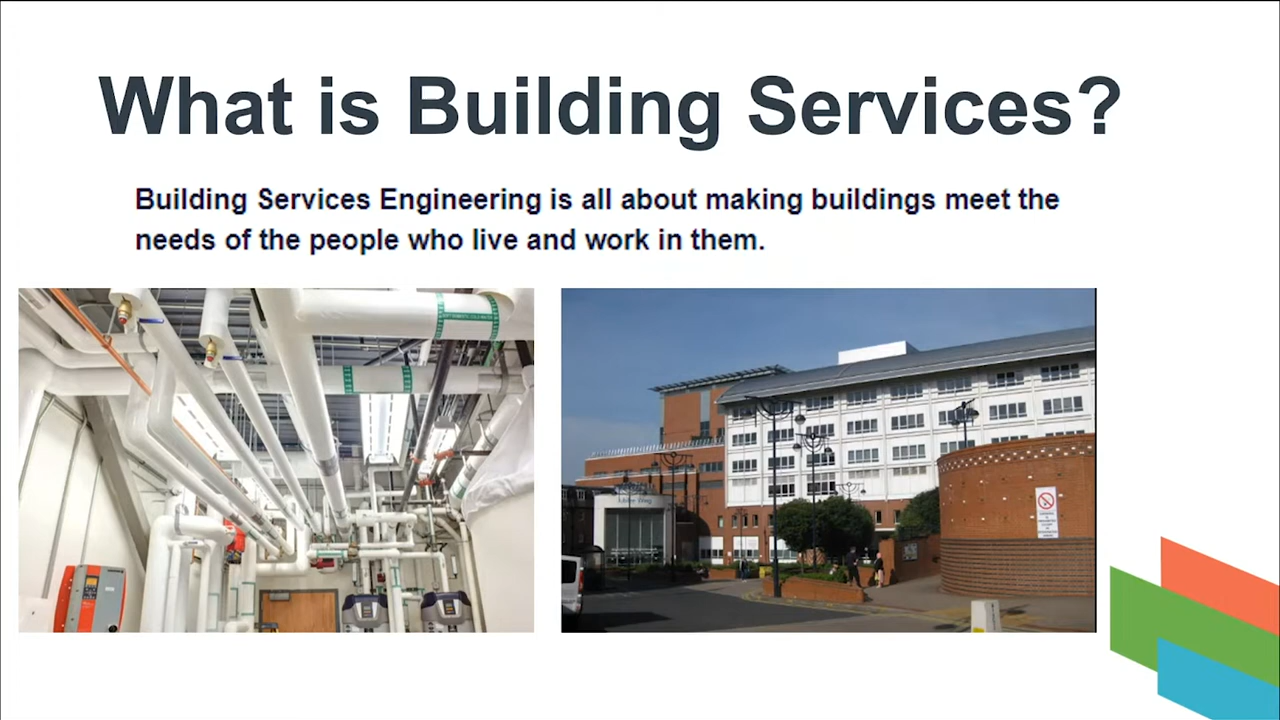 What is Building Services?
Building Services Engineering is all about making buildings meet the
needs of the people who live and work in them.